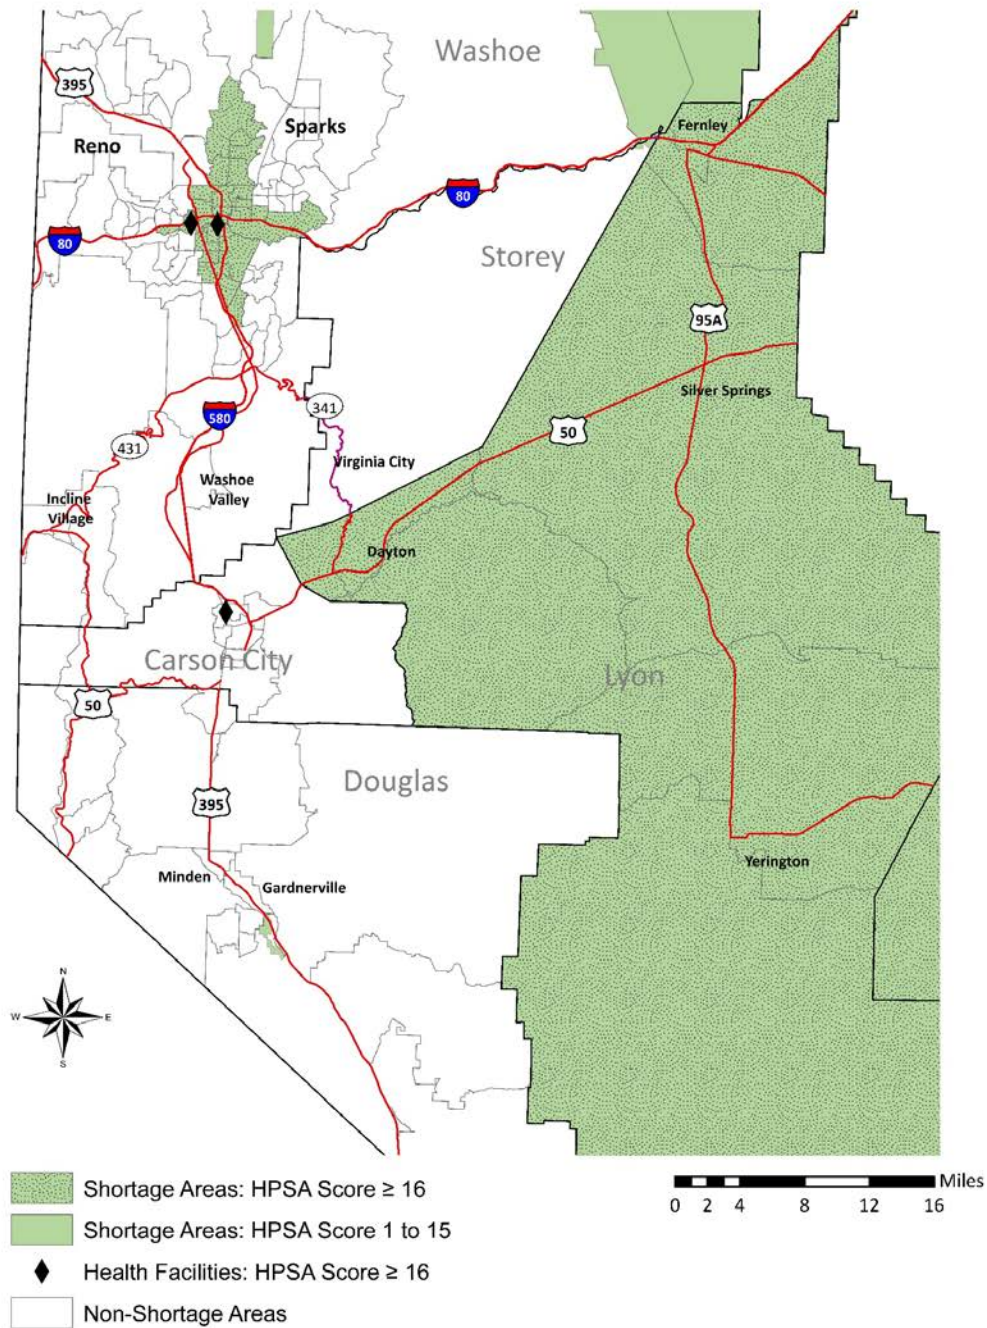 Washoe
395
Sparks
Fernley
Reno
80
80
Storey
95A
Silver Springs
341
580
50
431
Virginia City
Washoe
Valley
Incline
Village
Dayton
Carson City
Lyon
50
Douglas
395
Yerington
Minden
Gardnerville
N
W
E
S
Shortage Areas: HPSA Score ≥ 16
Miles
0 2 4 8 12 16
Shortage Areas: HPSA Score 1 to 15
Health Facilities: HPSA Score ≥ 16
Non-Shortage Areas